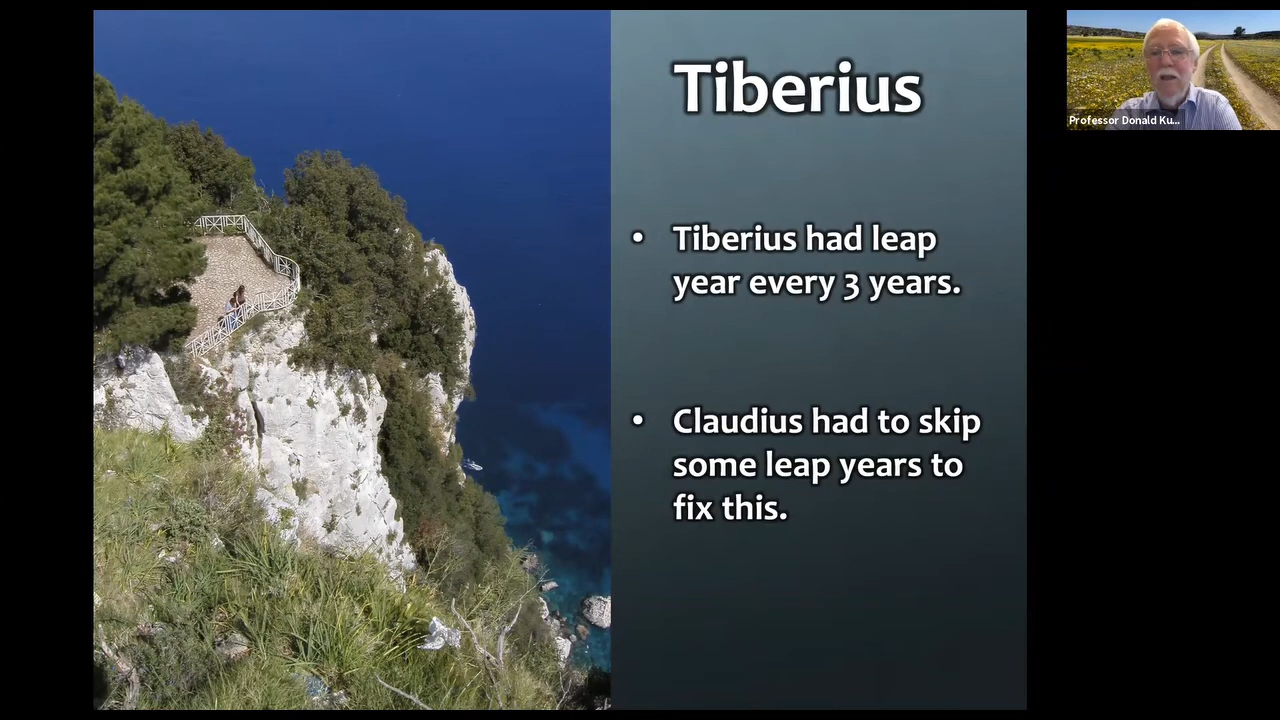 Tiberius
• Tiberius had leap
year every 3 years.
• Claudius had to skip
some leap years to
fix this.
Professor Donald Ku...